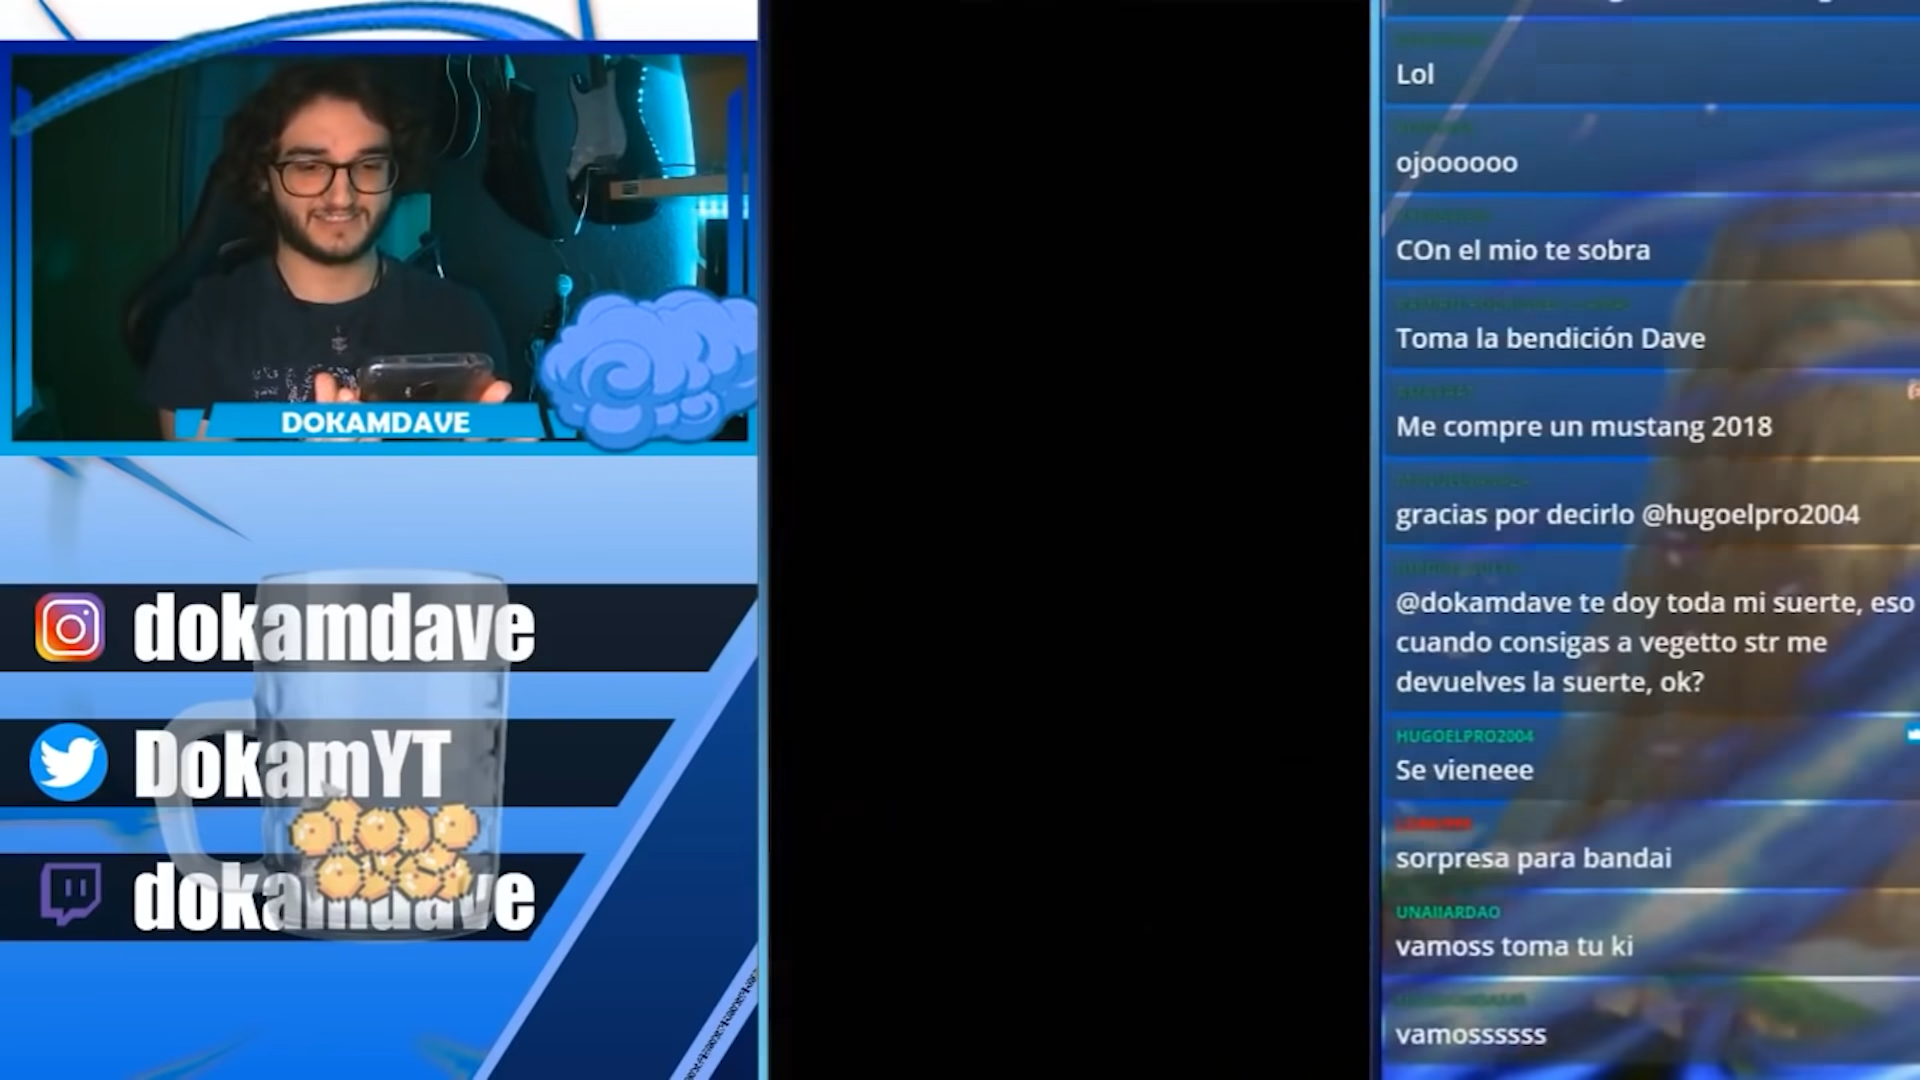 DOKAMDAVE
dokamdave
DokamYT
dokamdave
Lol
ojoooooo
COn el mio te sobra
Toma la bendición Dave
Me compre un mustang 2018
gracias por decirlo @hugoelpro2004
@dokamdave te doy toda mi suerte, eso
cuando consigas a vegetto str me
devuelves la suerte, ok?
HUGOELPRO2004
Se vieneee
sorpresa para bandai
UNAIIARDAO
vamoss toma tu ki
vamossssss